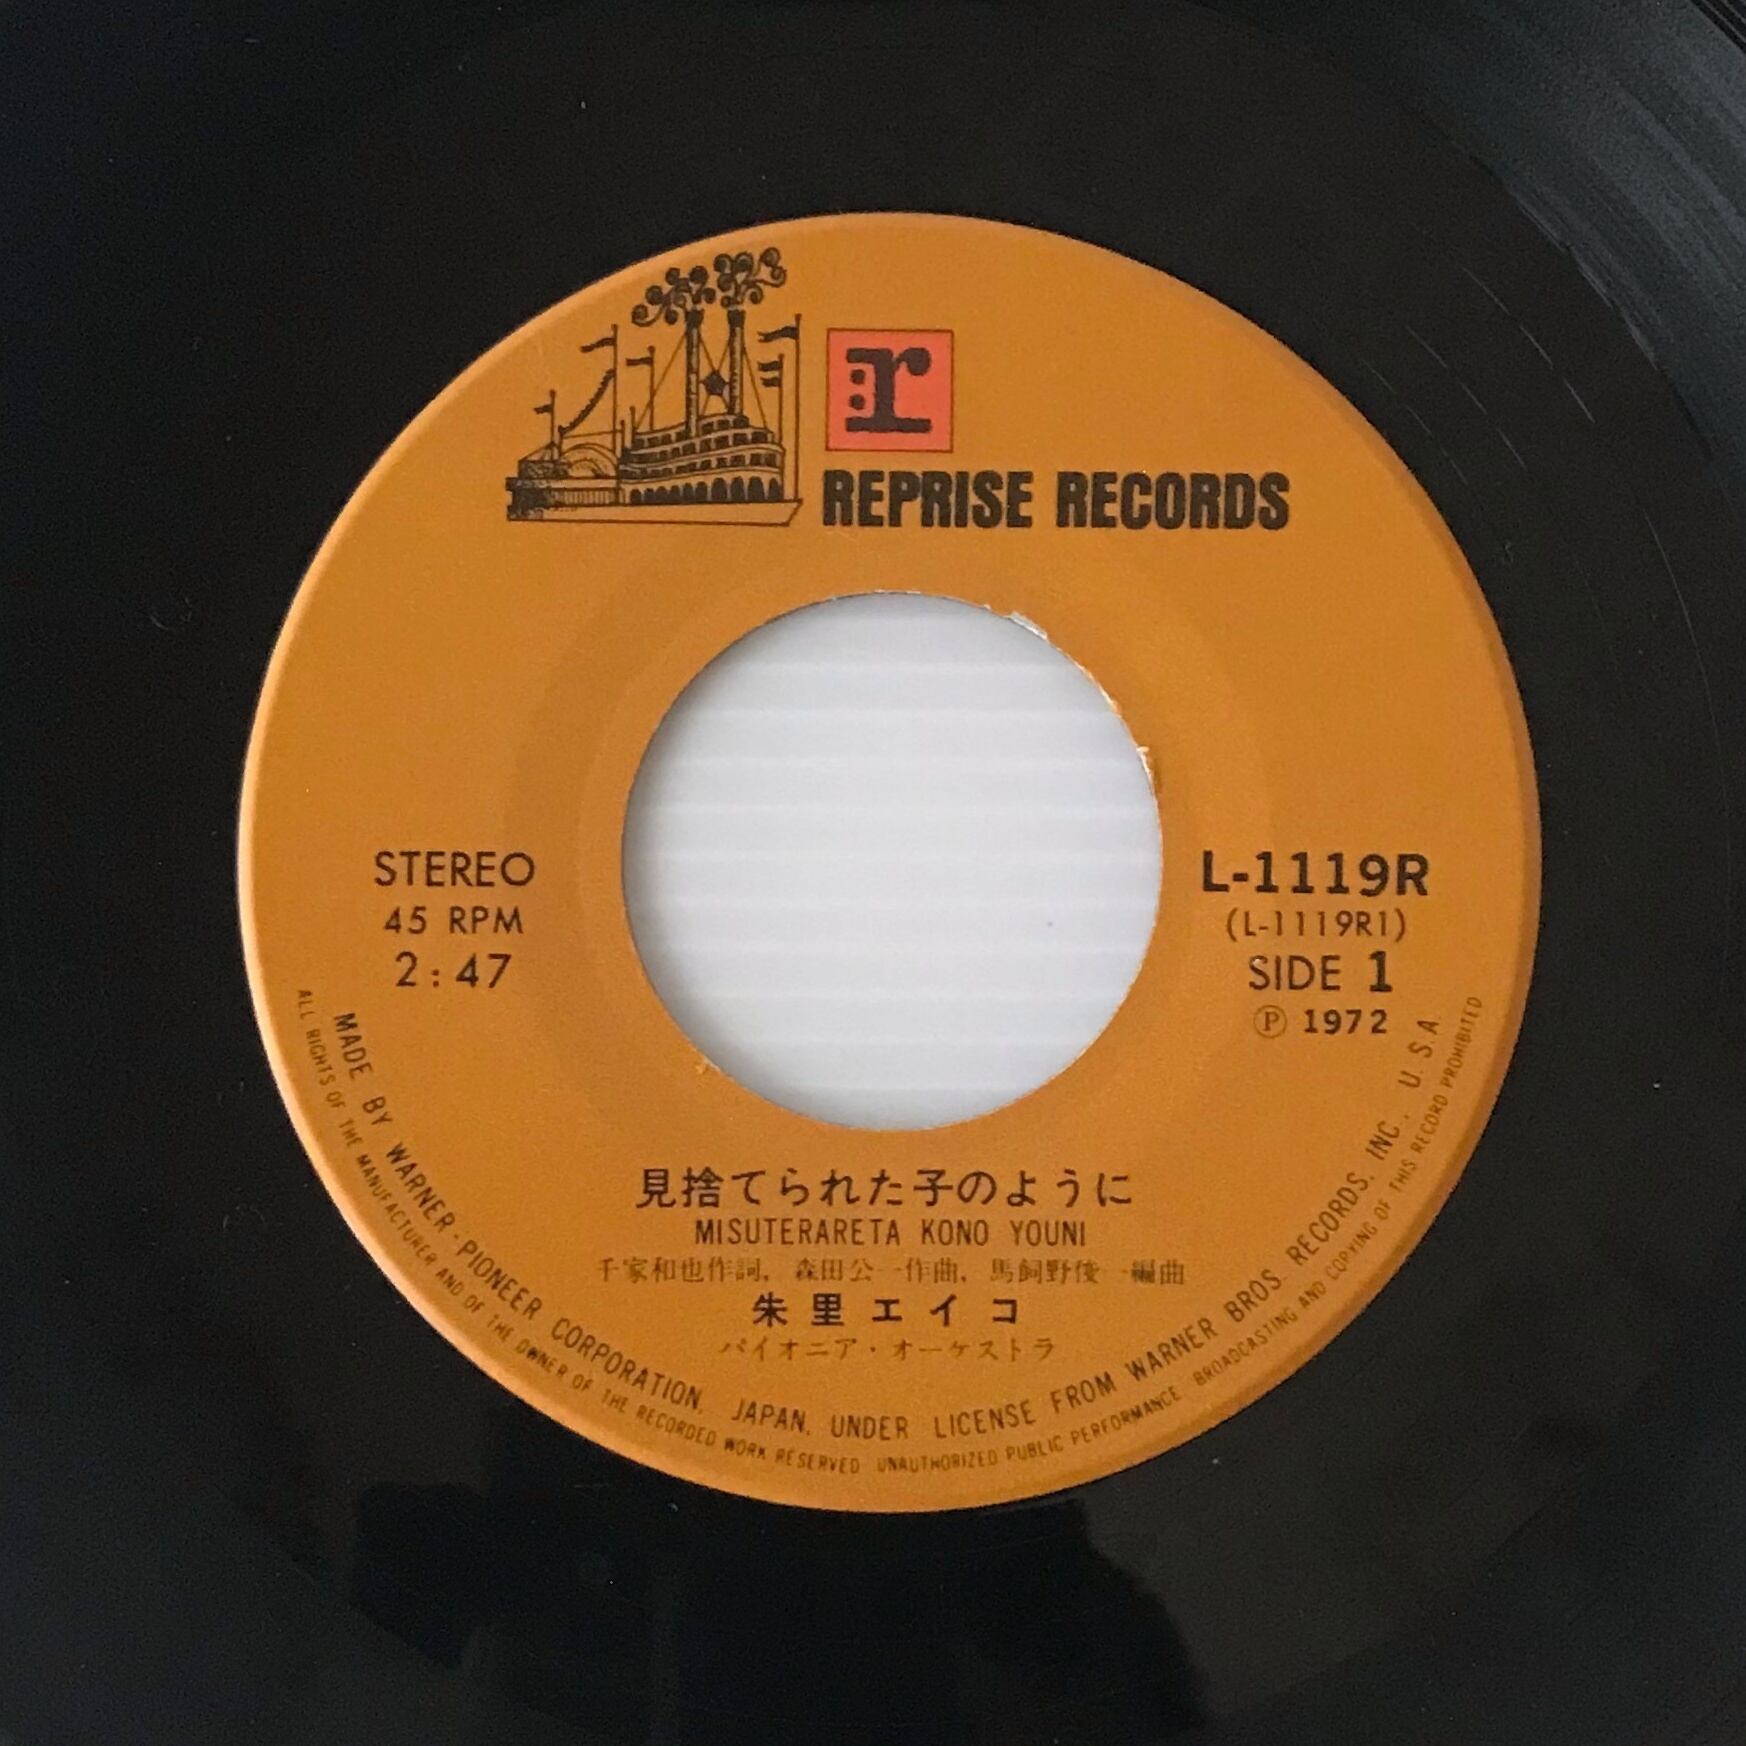 r
REPRISE RECORDS
STEREO
45 RPM
2:47
L-1119R
(L-1119R1)
SIDE 1
Ⓟ 1972
見捨てられた子のように
MISUTERARETA KONO YOUNI
千家和也作詞, 森田公一作曲, 馬飼野俊一編曲
朱里エイコ
パイオニア・オーケストラ
MADE BY WARNER-PIONEER CORPORATION, JAPAN, UNDER LICENSE FROM WARNER BROS. RECORDS, INC., U.S.A.
ALL RIGHTS OF THE MANUFACTURER AND OF THE OWNER OF THE RECORDED WORK RESERVED UNAUTHORIZED PUBLIC PERFORMANCE BROADCASTING AND COPYING OF THIS RECORD PROHIBITED